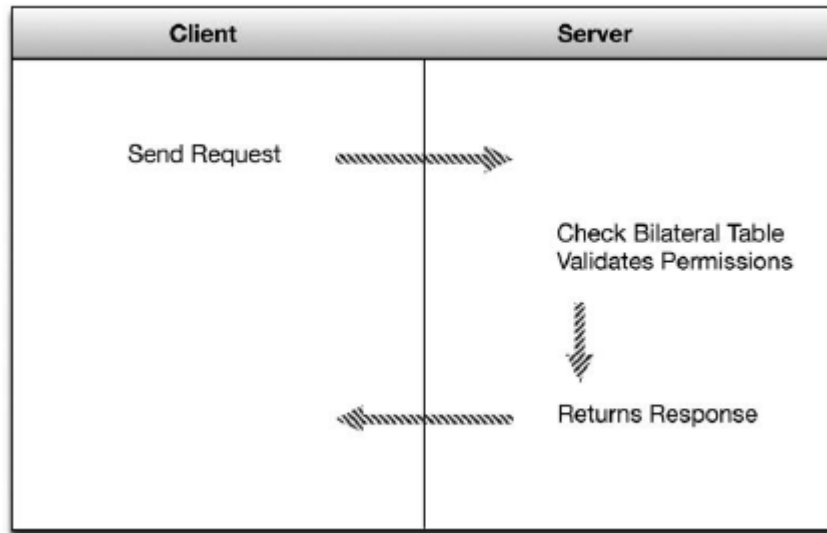 Client
Server
Send Request
Check Bilateral Table
Validates Permissions
Returns Response